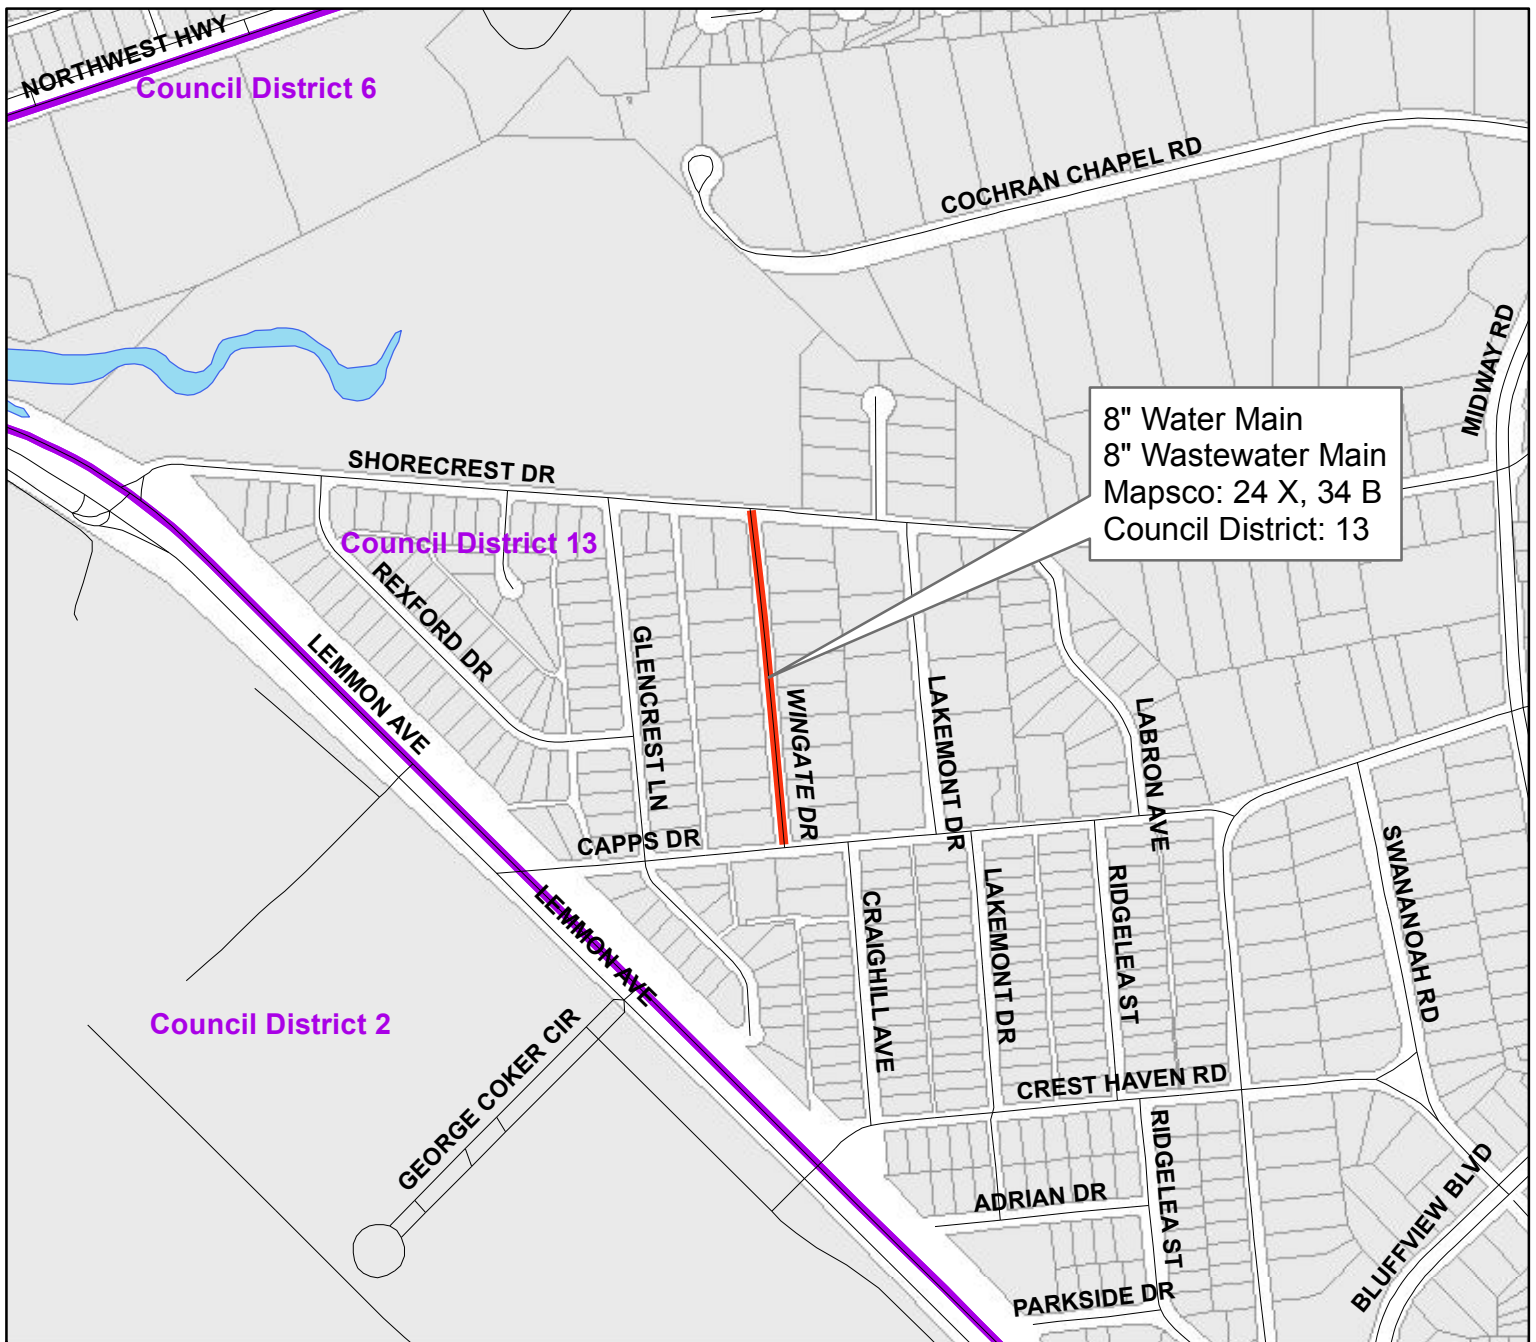 NORTHWEST HWY
Council District 6
COCHRAN CHAPEL RD
MIDWAY RD
8" Water Main
8" Wastewater Main
Mapsco: 24 X, 34 B
Council District: 13
SHORECREST DR
Council District 13
REXFORD DR
LEMMON AVE
GLENCREST LN
WINGATE DR
LAKEMONT DR
LABRON AVE
CAPPS DR
SWANANOAH RD
LEMMON AVE
CRAIGHILL AVE
LAKEMONT DR
RIDGELEA ST
Council District 2
GEORGE COKER CIR
CREST HAVEN RD
RIDGELEA ST
ADRIAN DR
BLUFFVIEW BLVD
PARKSIDE DR